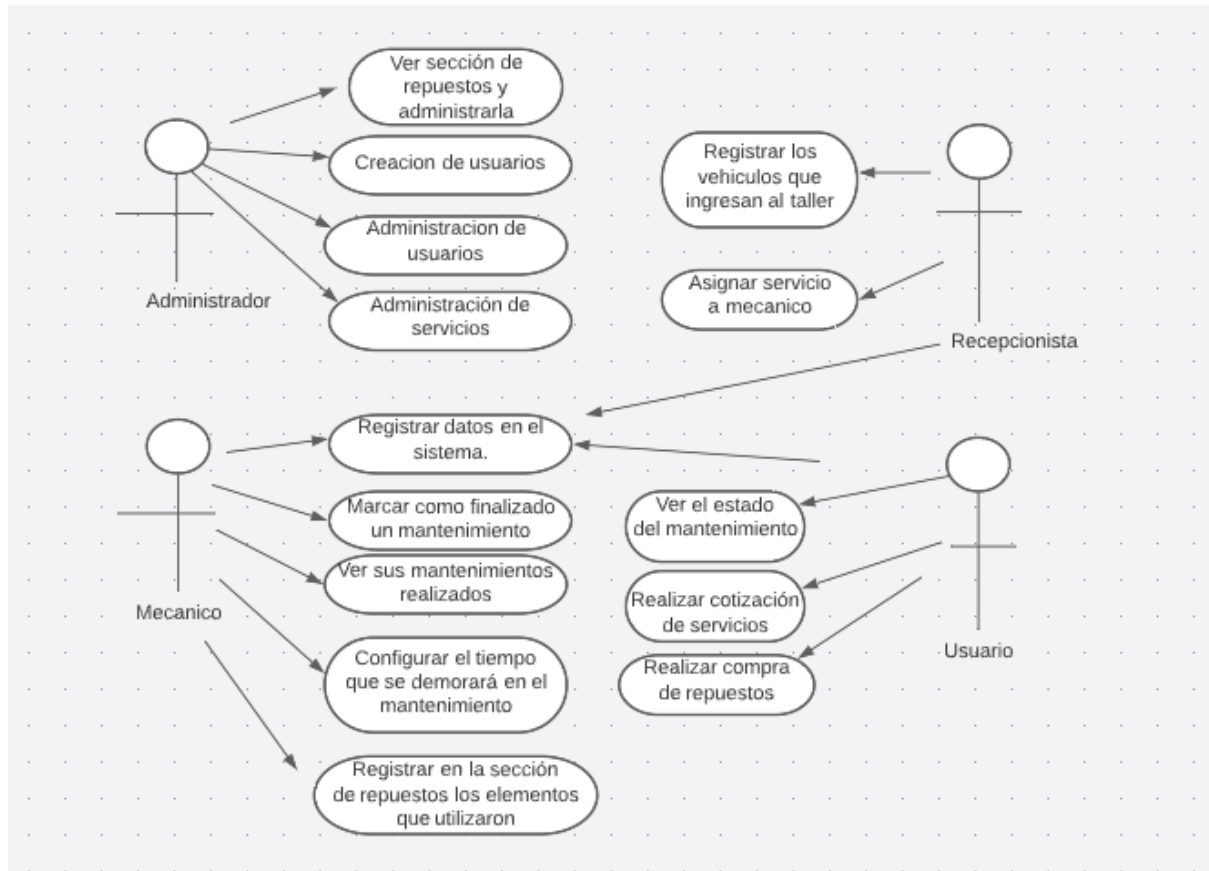 Ver sección de
repuestos y
administrarla
Creacion de usuarios
Administracion de
usuarios
Administración de
servicios
Administrador
Registrar los
vehiculos que
ingresan al taller
Asignar servicio
a mecanico
Recepcionista
Registrar datos en el
sistema.
Marcar como finalizado
un mantenimiento
Ver sus mantenimientos
realizados
Configurar el tiempo
que se demorará en el
mantenimiento
Registrar en la sección
de repuestos los elementos
que utilizaron
Mecanico
Ver el estado
del mantenimiento
Realizar cotización
de servicios
Realizar compra
de repuestos
Usuario